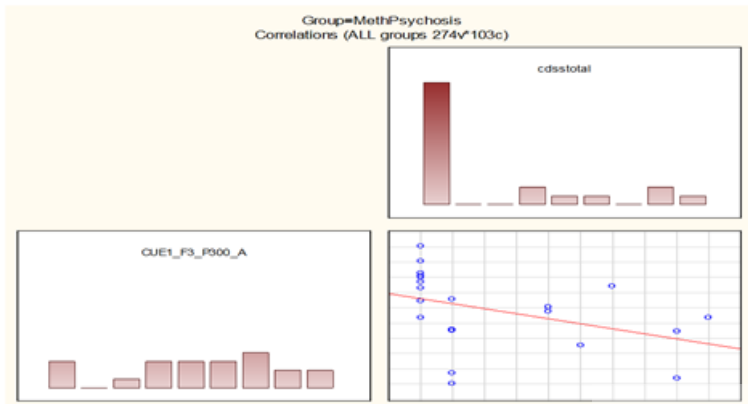 Group=MethPsychosis
Correlations (ALL groups 274v*103c)
cdsstotal
CUE1_F3_P300_A